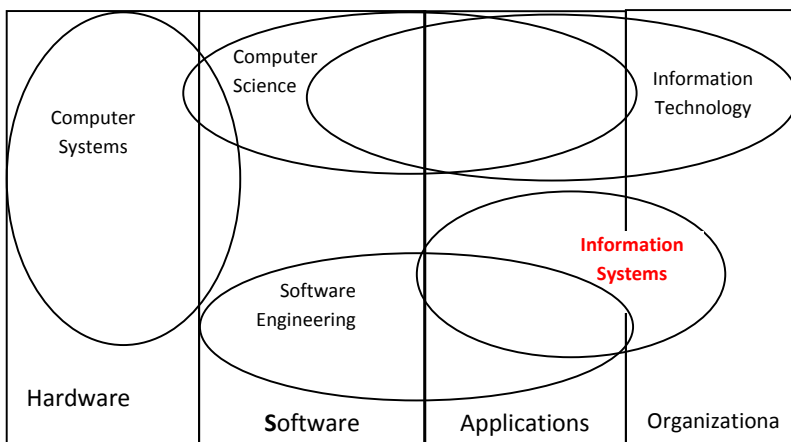 Computer
Science
Information
Technology
Computer
Systems
Information
Systems
Software
Engineering
Hardware
Software
Applications
Organizationa